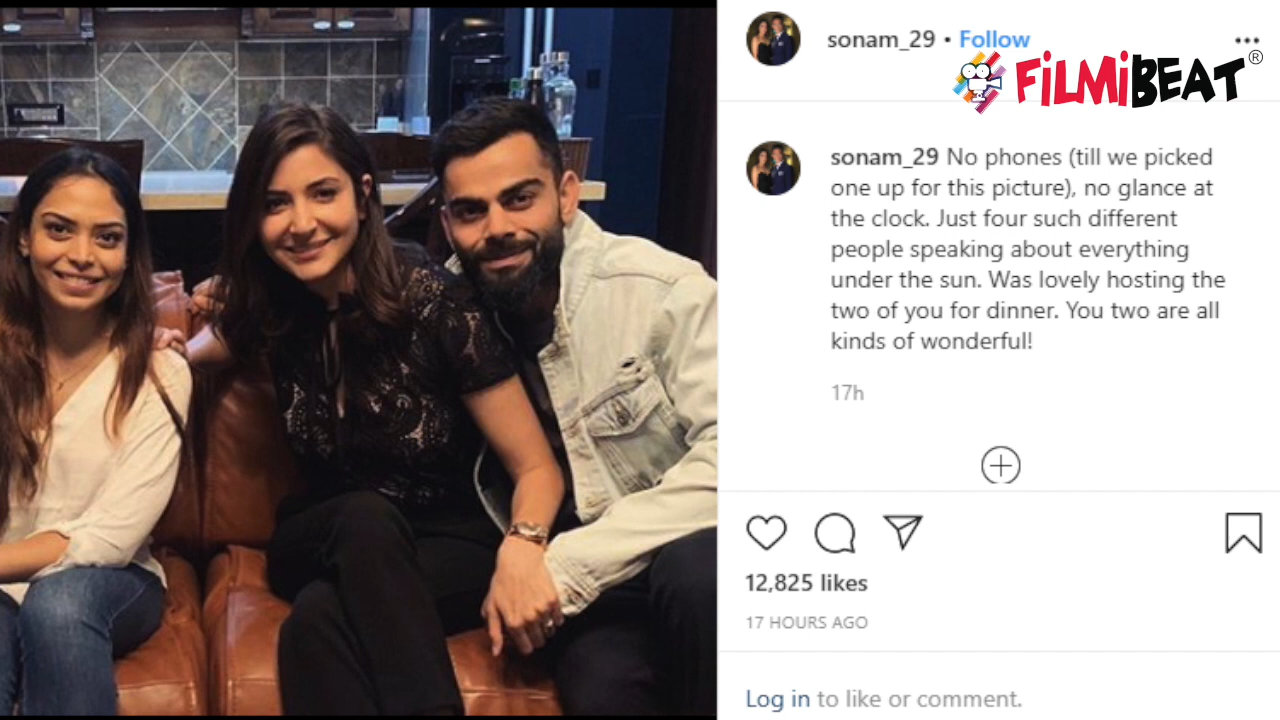 sonam_29 • Follow
FiLMiBEAT®
sonam_29 No phones (till we picked
one up for this picture), no glance at
the clock. Just four such different
people speaking about everything
under the sun. Was lovely hosting the
two of you for dinner. You two are all
kinds of wonderful!
17h
12,825 likes
17 HOURS AGO
Log in to like or comment.